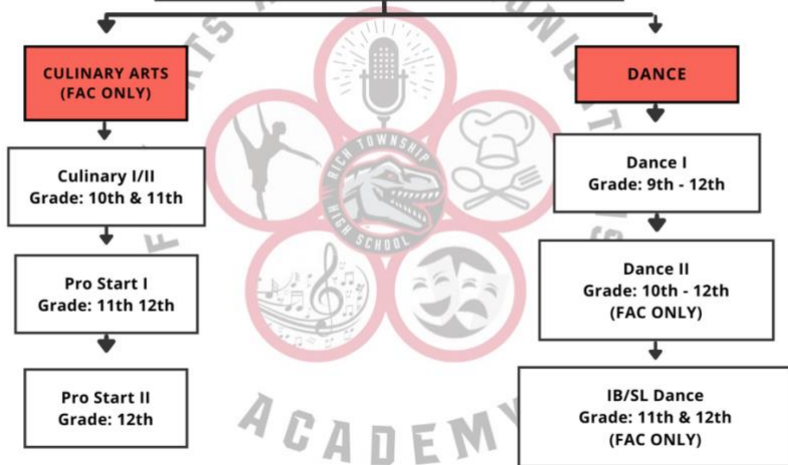 CULINARY ARTS
(FAC ONLY)
Culinary I/II
Grade: 10th & 11th
Pro Start I
Grade: 11th 12th
Pro Start II
Grade: 12th
DANCE
Dance I
Grade: 9th - 12th
Dance II
Grade: 10th - 12th
(FAC ONLY)
IB/SL Dance
Grade: 11th & 12th
(FAC ONLY)
RICH TOWNSHIP
HIGH SCHOOL
ACADEMY